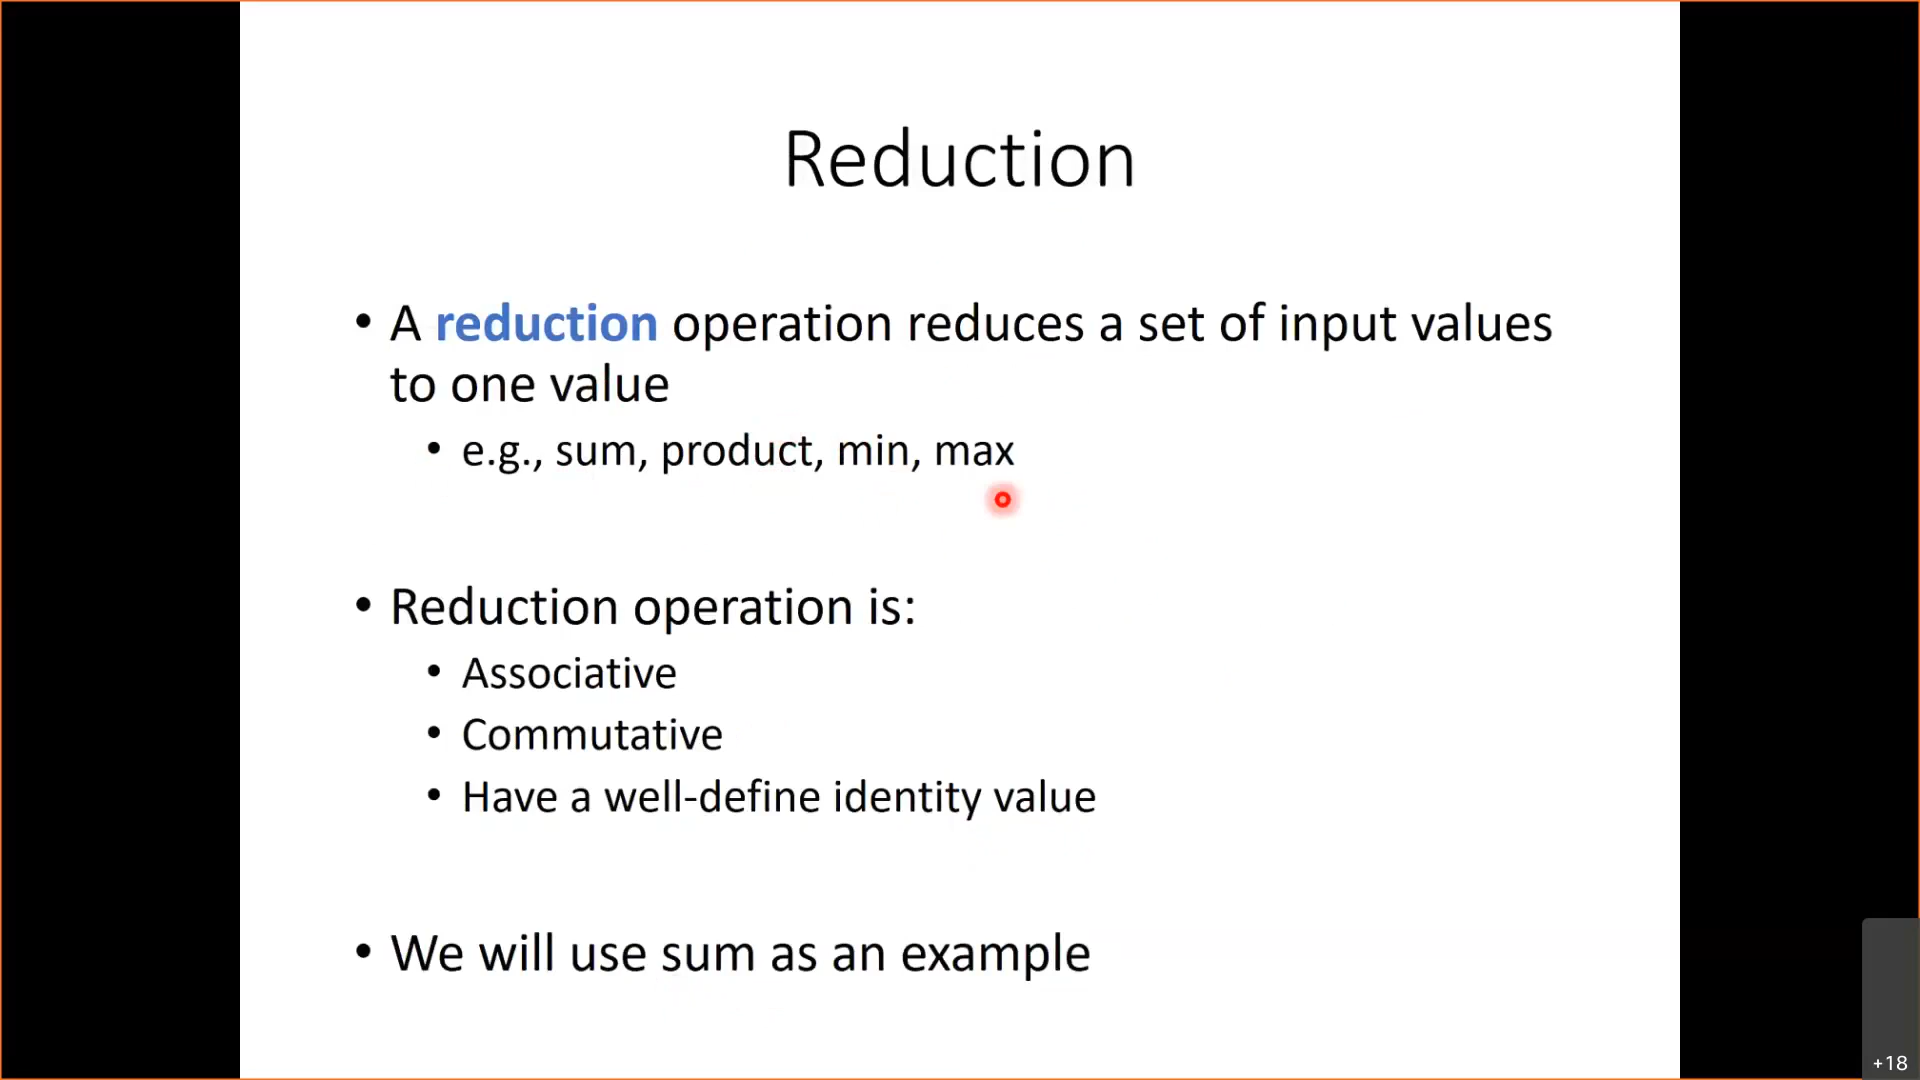 Reduction
• A reduction operation reduces a set of input values
to one value
• e.g., sum, product, min, max
• Reduction operation is:
• Associative
• Commutative
• Have a well-define identity value
• We will use sum as an example
+18